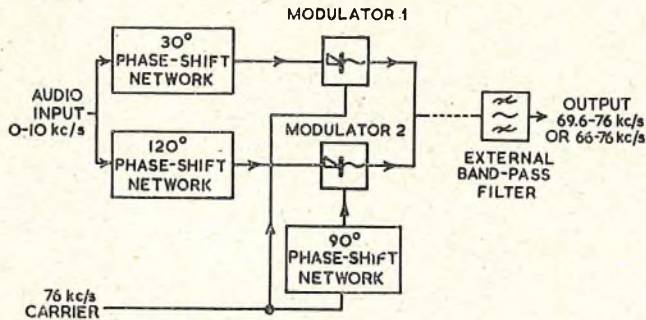 MODULATOR 1
30°
PHASE-SHIFT
NETWORK
AUDIO
INPUT
0-10 kc/s
MODULATOR 2
120°
PHASE-SHIFT
NETWORK
OUTPUT
69.6-76 kc/s
OR 66-76 kc/s
EXTERNAL
BAND-PASS
FILTER
90°
PHASE-SHIFT
NETWORK
76 kc/s
CARRIER